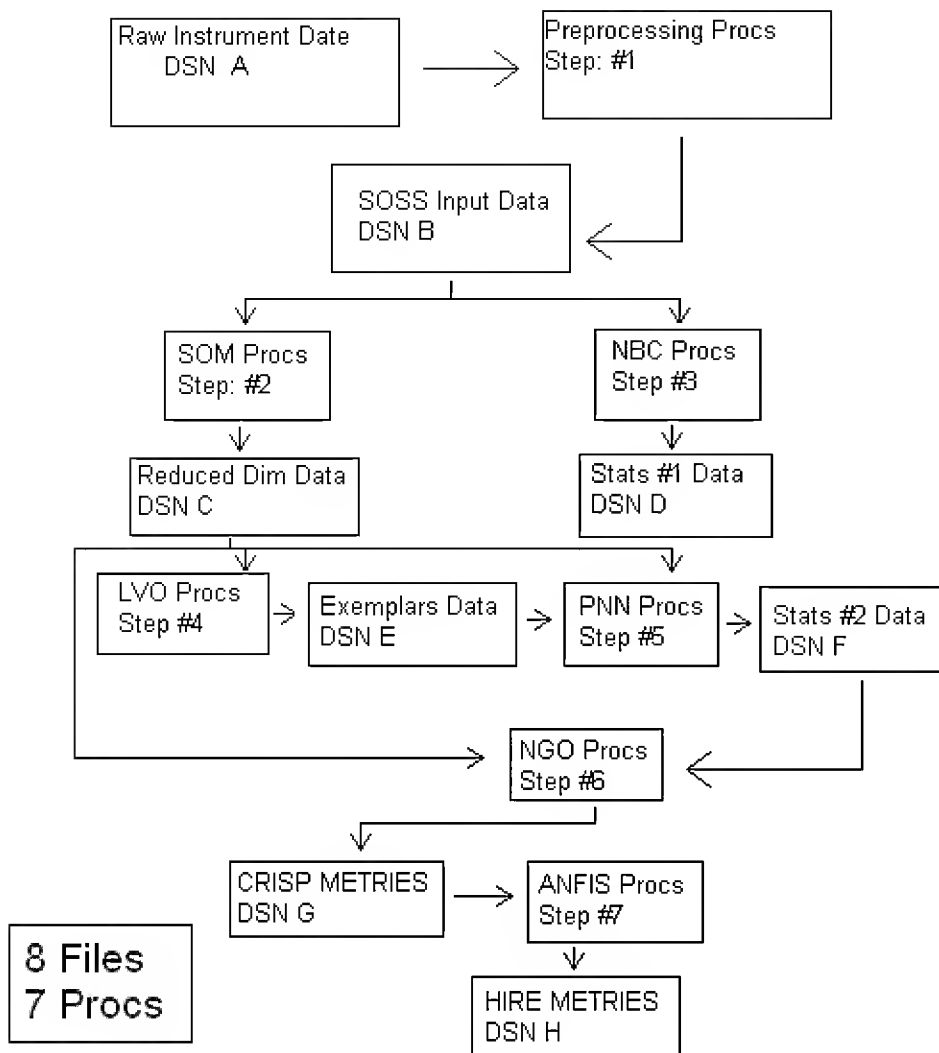 Raw Instrument Date
DSN A
Preprocessing Procs
Step: #1
SOSS Input Data
DSN B
SOM Procs
Step: #2
NBC Procs
Step #3
Reduced Dim Data
DSN C
Stats #1 Data
DSN D
LVO Procs
Step #4
Exemplars Data
DSN E
PNN Procs
Step #5
Stats #2 Data
DSN F
NGO Procs
Step #6
CRISP METRIES
DSN G
ANFIS Procs
Step #7
8 Files
7 Procs
HIRE METRIES
DSN H